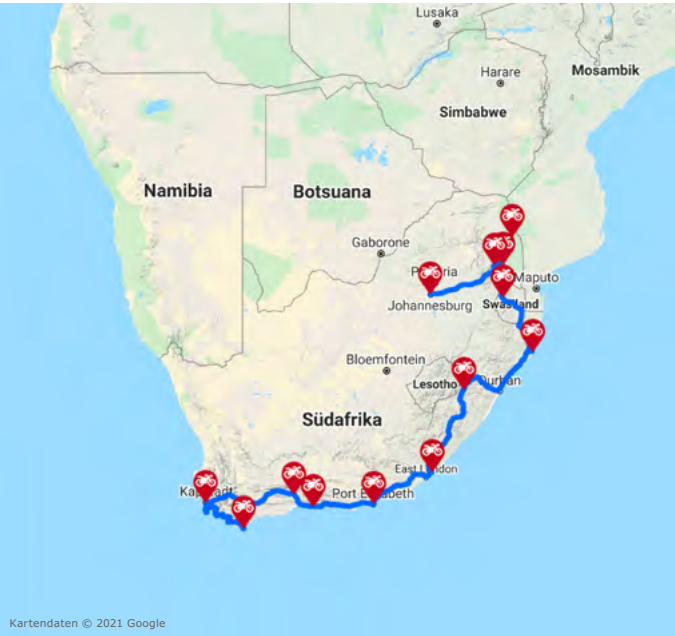 Lusaka
Harare
Mosambik
Simbabwe
Namibia
Botsuana
Gaborone
Maputo
Johannesburg
Swasiland
Bloemfontein
Lesotho
Durban
Südafrika
East London
Port Elizabeth
Kartendaten © 2021 Google